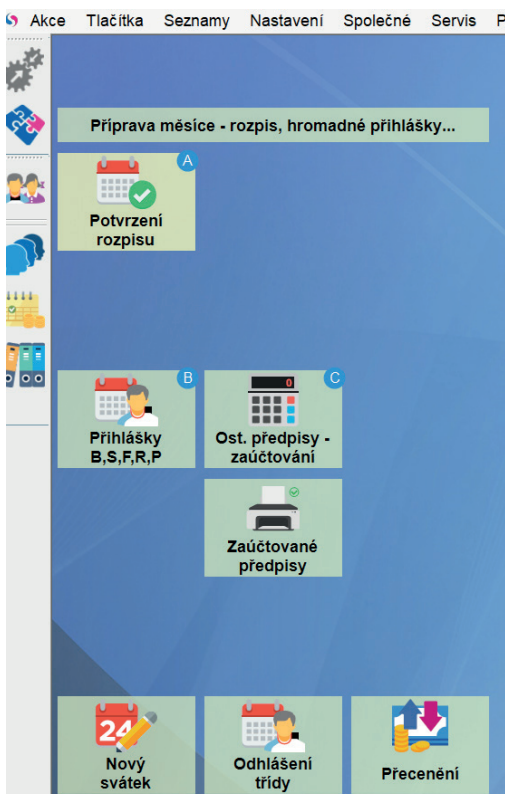 Akce Tlačítka Seznamy Nastavení Společné Servis P
Příprava měsíce - rozpis, hromadné přihlášky...
A
Potvrzení
rozpisu
B
Přihlášky
B,S,F,R,P
0
C
Ost. předpisy -
zaúčtování
Zaúčtované
předpisy
24
Nový
svátek
Odhlášení
třídy
Přecenění